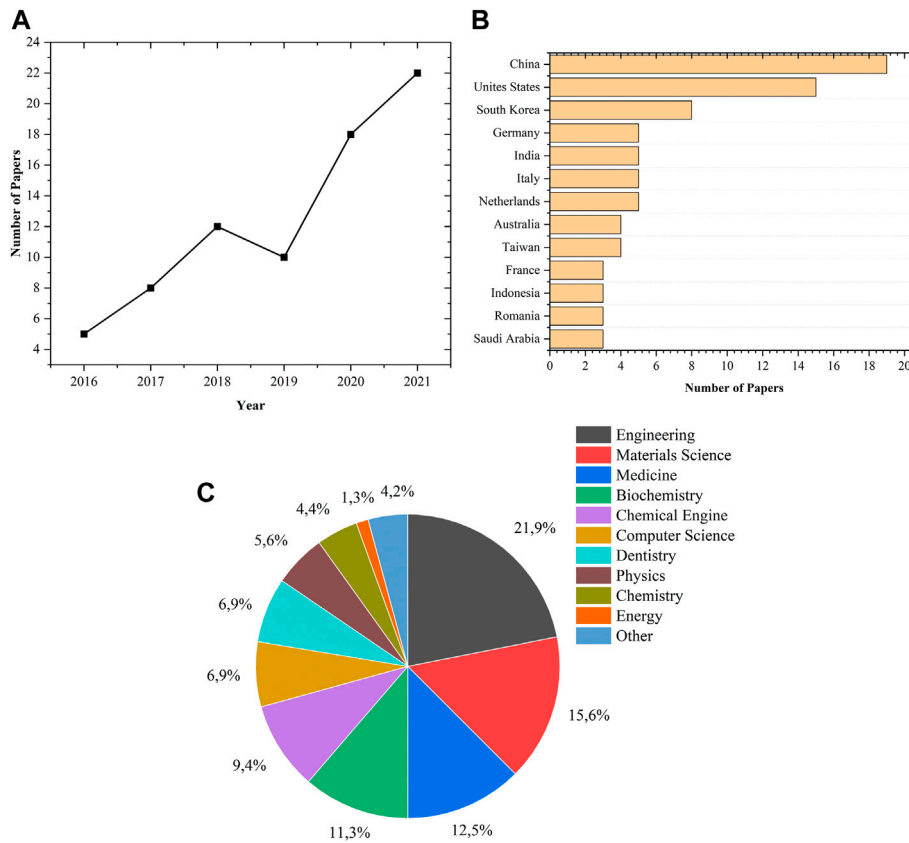 A
Number of Papers
24
22
20
18
16
14
12
10
8
6
4
2016 2017 2018 2019 2020 2021
Year
B
China
Unites States
South Korea
Germany
India
Italy
Netherlands
Australia
Taiwan
France
Indonesia
Romania
Saudi Arabia
0 2 4 6 8 10 12 14 16 18 20
Number of Papers
C
Engineering
Materials Science
Medicine
Biochemistry
Chemical Engine
Computer Science
Dentistry
Physics
Chemistry
Energy
Other
21,9%
15,6%
12,5%
11,3%
9,4%
6,9%
6,9%
5,6%
4,4%
1,3%
4,2%